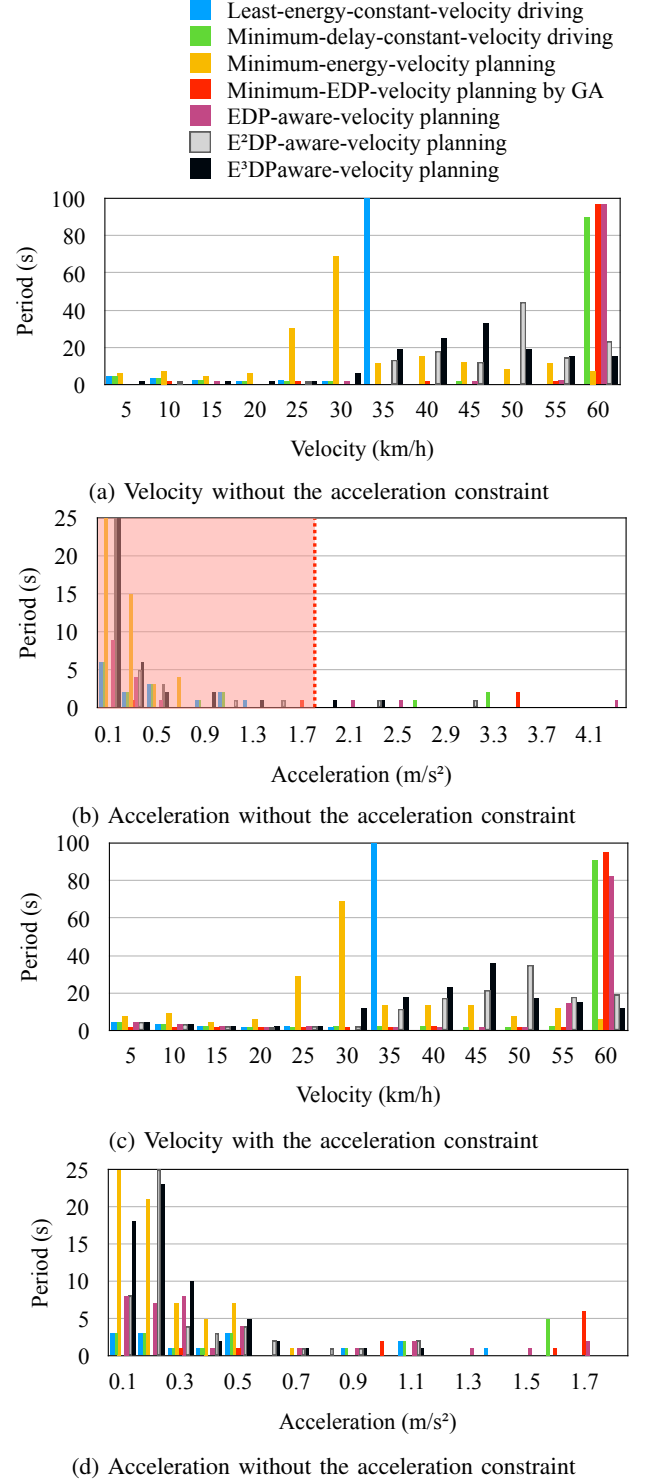 Least-energy-constant-velocity driving
Minimum-delay-constant-velocity driving
Minimum-energy-velocity planning
Minimum-EDP-velocity planning by GA
EDP-aware-velocity planning
E²DP-aware-velocity planning
E³DPaware-velocity planning
100
80
60
40
20
0
Period (s)
5 10 15 20 25 30 35 40 45 50 55 60
Velocity (km/h)
(a) Velocity without the acceleration constraint
25
20
15
10
5
0
Period (s)
0.1 0.5 0.9 1.3 1.7 2.1 2.5 2.9 3.3 3.7 4.1
Acceleration (m/s²)
(b) Acceleration without the acceleration constraint
100
80
60
40
20
0
Period (s)
5 10 15 20 25 30 35 40 45 50 55 60
Velocity (km/h)
(c) Velocity with the acceleration constraint
25
20
15
10
5
0
Period (s)
0.1 0.3 0.5 0.7 0.9 1.1 1.3 1.5 1.7
Acceleration (m/s²)
(d) Acceleration without the acceleration constraint